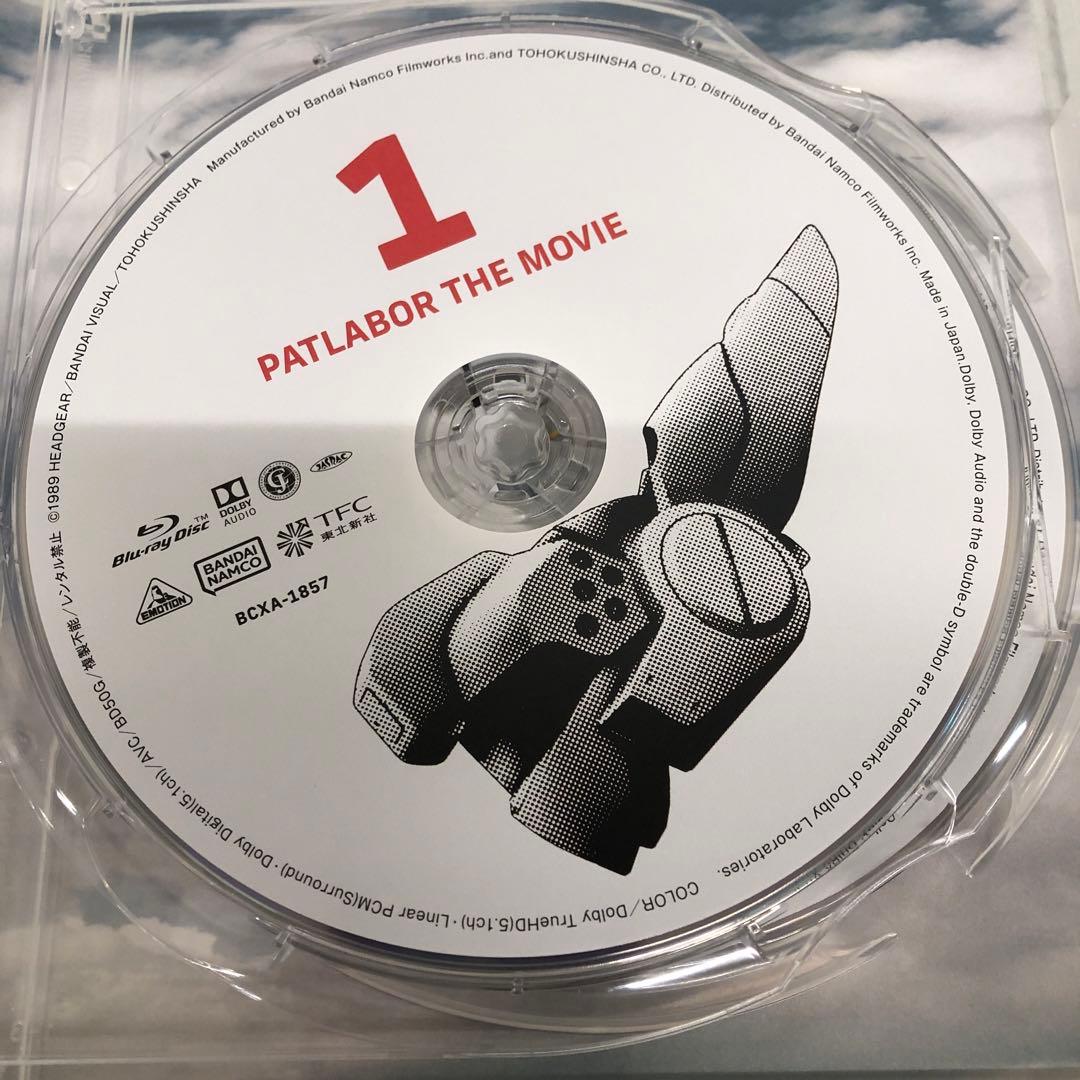 1
PATLABOR THE MOVIE
Blu-ray Disc™
DOLBY
AUDIO
JASRAC
EMOTION
BANDAI
NAMCO
TFC
東北新社
BCXA-1857
レンタル禁止 ©1989 HEADGEAR/BANDAI VISUAL/TOHOKUSHINSHA Manufactured by Bandai Namco Filmworks Inc.and TOHOKUSHINSHA CO., LTD. Distributed by Bandai Namco Filmworks Inc. Made in Japan.Dolby, Dolby Audio and the double-D symbol are trademarks of Dolby Laboratories.
COLOR/Dolby TrueHD(5.1ch)・Linear PCM(Surround)・Dolby Digital(5.1ch)/AVC/BD50G/複製不能/